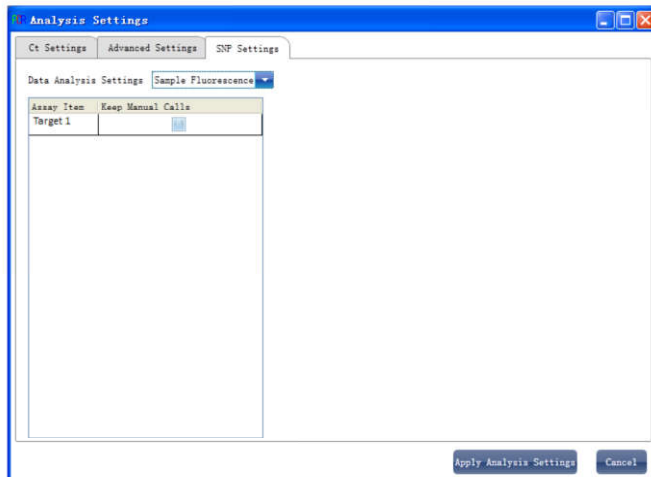 Analysis Settings
Ct Settings Advanced Settings SNP Settings
Data Analysis Settings Sample Fluorescence
Assay Item Keep Manual Calls
Target 1
Apply Analysis Settings Cancel